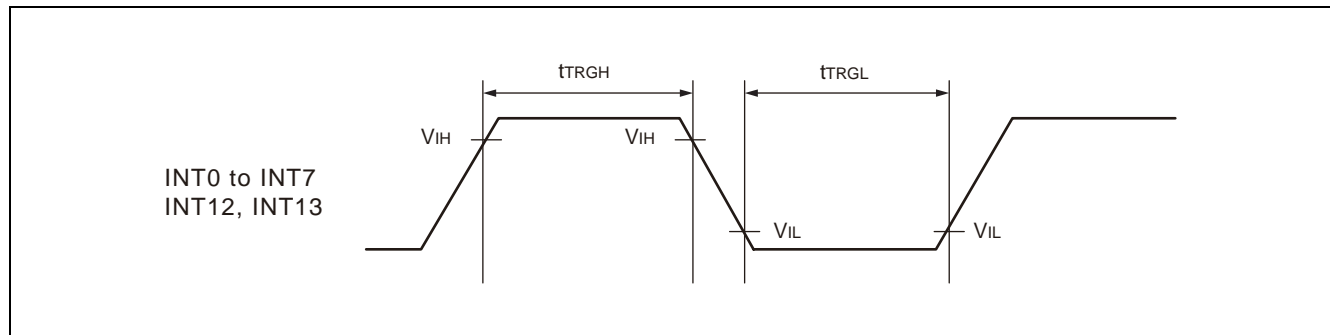 tTRGH
tTRGL
VIH
VIH
INT0 to INT7
INT12, INT13
VIL
VIL